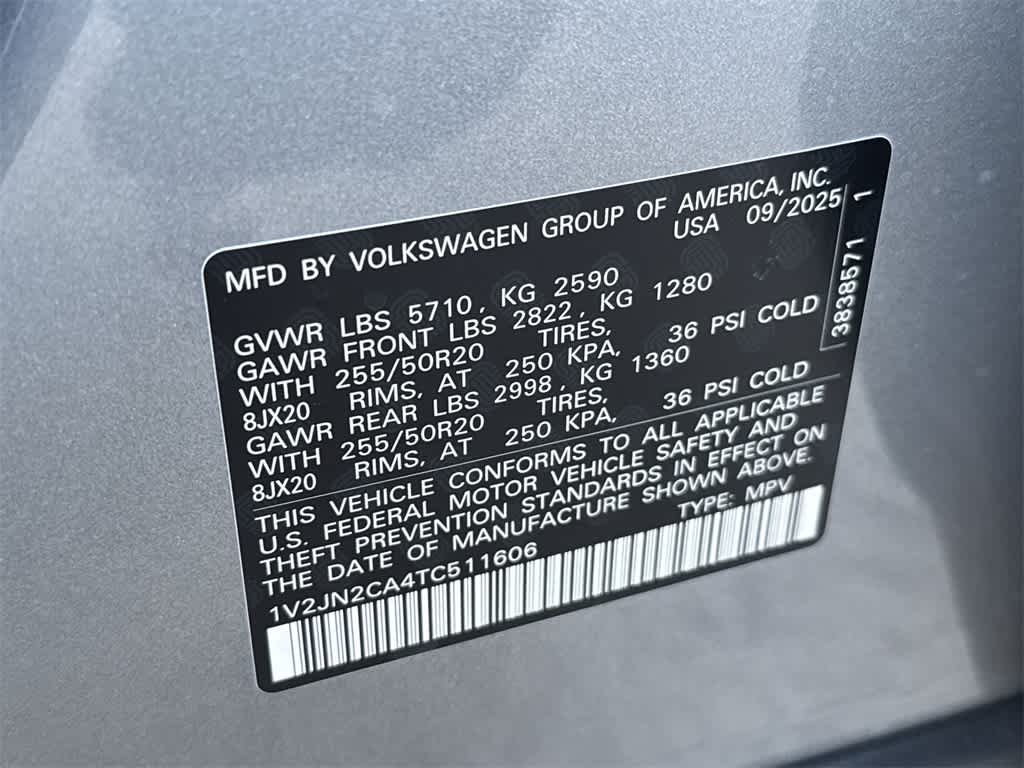 MFD BY VOLKSWAGEN GROUP OF AMERICA, INC.
USA 09/2025
GVWR LBS 5710, KG 2590
GAWR FRONT LBS 2822, KG 1280
WITH 255/50R20 TIRES,
8JX20 RIMS, AT 250 KPA, 36 PSI COLD
GAWR REAR LBS 2998, KG 1360
WITH 255/50R20 TIRES,
8JX20 RIMS, AT 250 KPA, 36 PSI COLD
THIS VEHICLE CONFORMS TO ALL APPLICABLE
U.S. FEDERAL MOTOR VEHICLE SAFETY AND
THEFT PREVENTION STANDARDS IN EFFECT ON
THE DATE OF MANUFACTURE SHOWN ABOVE.
1V2JN2CA4TC511606 TYPE: MPV
3838571 1